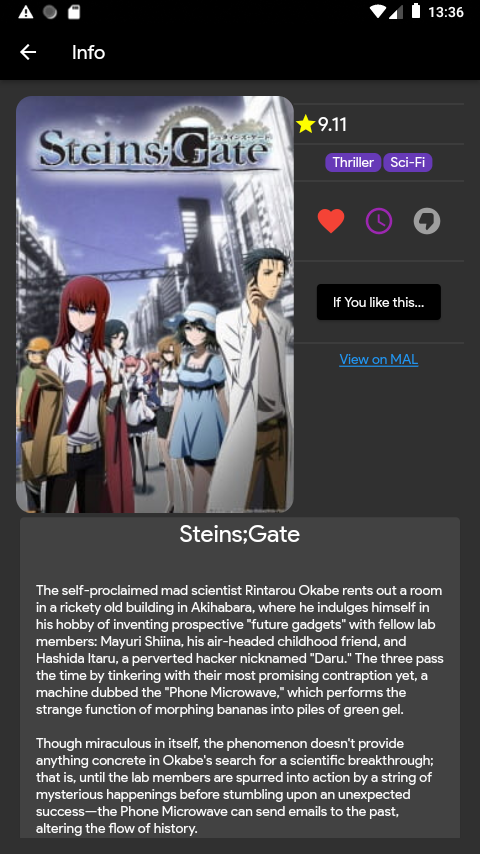 13:36
Info
シュタインズ・ゲート
Steins;Gate
9.11
Thriller Sci-Fi
If You like this...
View on MAL
Steins;Gate
The self-proclaimed mad scientist Rintarou Okabe rents out a room
in a rickety old building in Akihabara, where he indulges himself in
his hobby of inventing prospective "future gadgets" with fellow lab
members: Mayuri Shiina, his air-headed childhood friend, and
Hashida Itaru, a perverted hacker nicknamed "Daru." The three pass
the time by tinkering with their most promising contraption yet, a
machine dubbed the "Phone Microwave," which performs the
strange function of morphing bananas into piles of green gel.
Though miraculous in itself, the phenomenon doesn't provide
anything concrete in Okabe's search for a scientific breakthrough;
that is, until the lab members are spurred into action by a string of
mysterious happenings before stumbling upon an unexpected
success—the Phone Microwave can send emails to the past,
altering the flow of history.